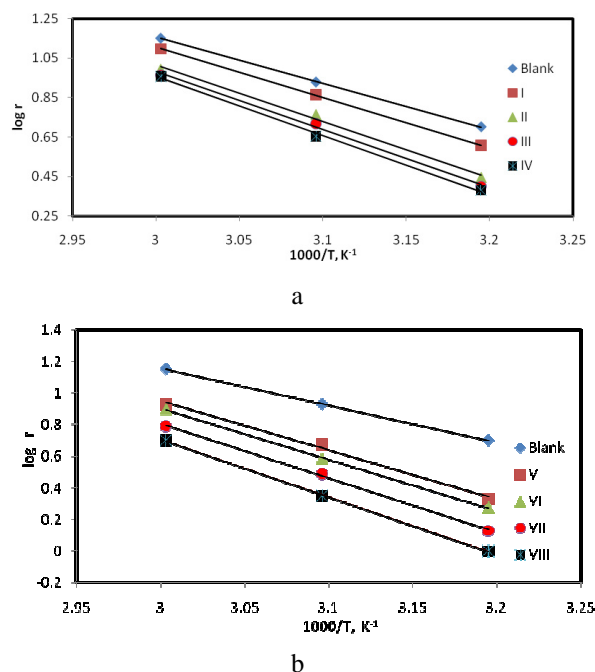 1.25
1.05
0.85
0.65
0.45
0.25
log r
2.95 3 3.05 3.1 3.15 3.2 3.25
1000/T, K-1
Blank
I
II
III
IV
a
1.4
1.2
1
0.8
0.6
0.4
0.2
0
-0.2
log r
2.95 3 3.05 3.1 3.15 3.2 3.25
1000/T, K-1
Blank
V
VI
VII
VIII
b